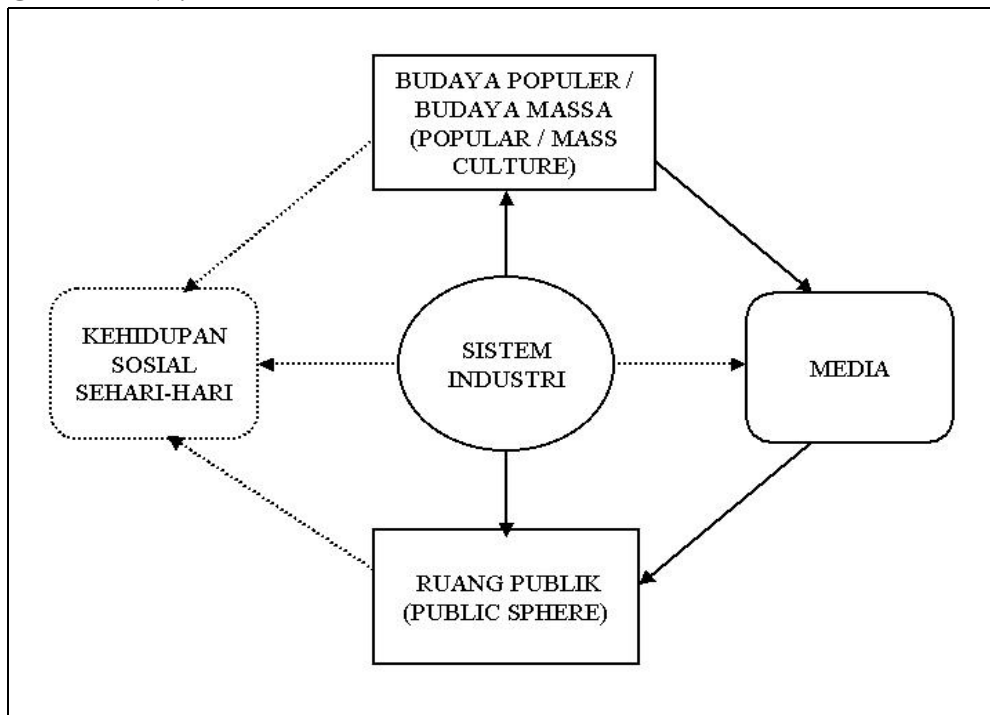 BUDAYA POPULER /
BUDAYA MASSA
(POPULAR / MASS
CULTURE)
KEHIDUPAN
SOSIAL
SEHARI-HARI
SISTEM
INDUSTRI
MEDIA
RUANG PUBLIK
(PUBLIC SPHERE)